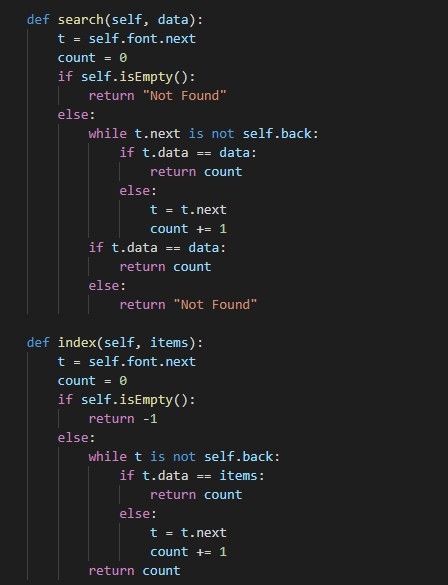 def search(self, data):
    t = self.font.next
    count = 0
    if self.isEmpty():
        return "Not Found"
    else:
        while t.next is not self.back:
            if t.data == data:
                return count
            else:
                t = t.next
                count += 1
        if t.data == data:
            return count
        else:
            return "Not Found"

def index(self, items):
    t = self.font.next
    count = 0
    if self.isEmpty():
        return -1
    else:
        while t is not self.back:
            if t.data == items:
                return count
            else:
                t = t.next
                count += 1
        return count